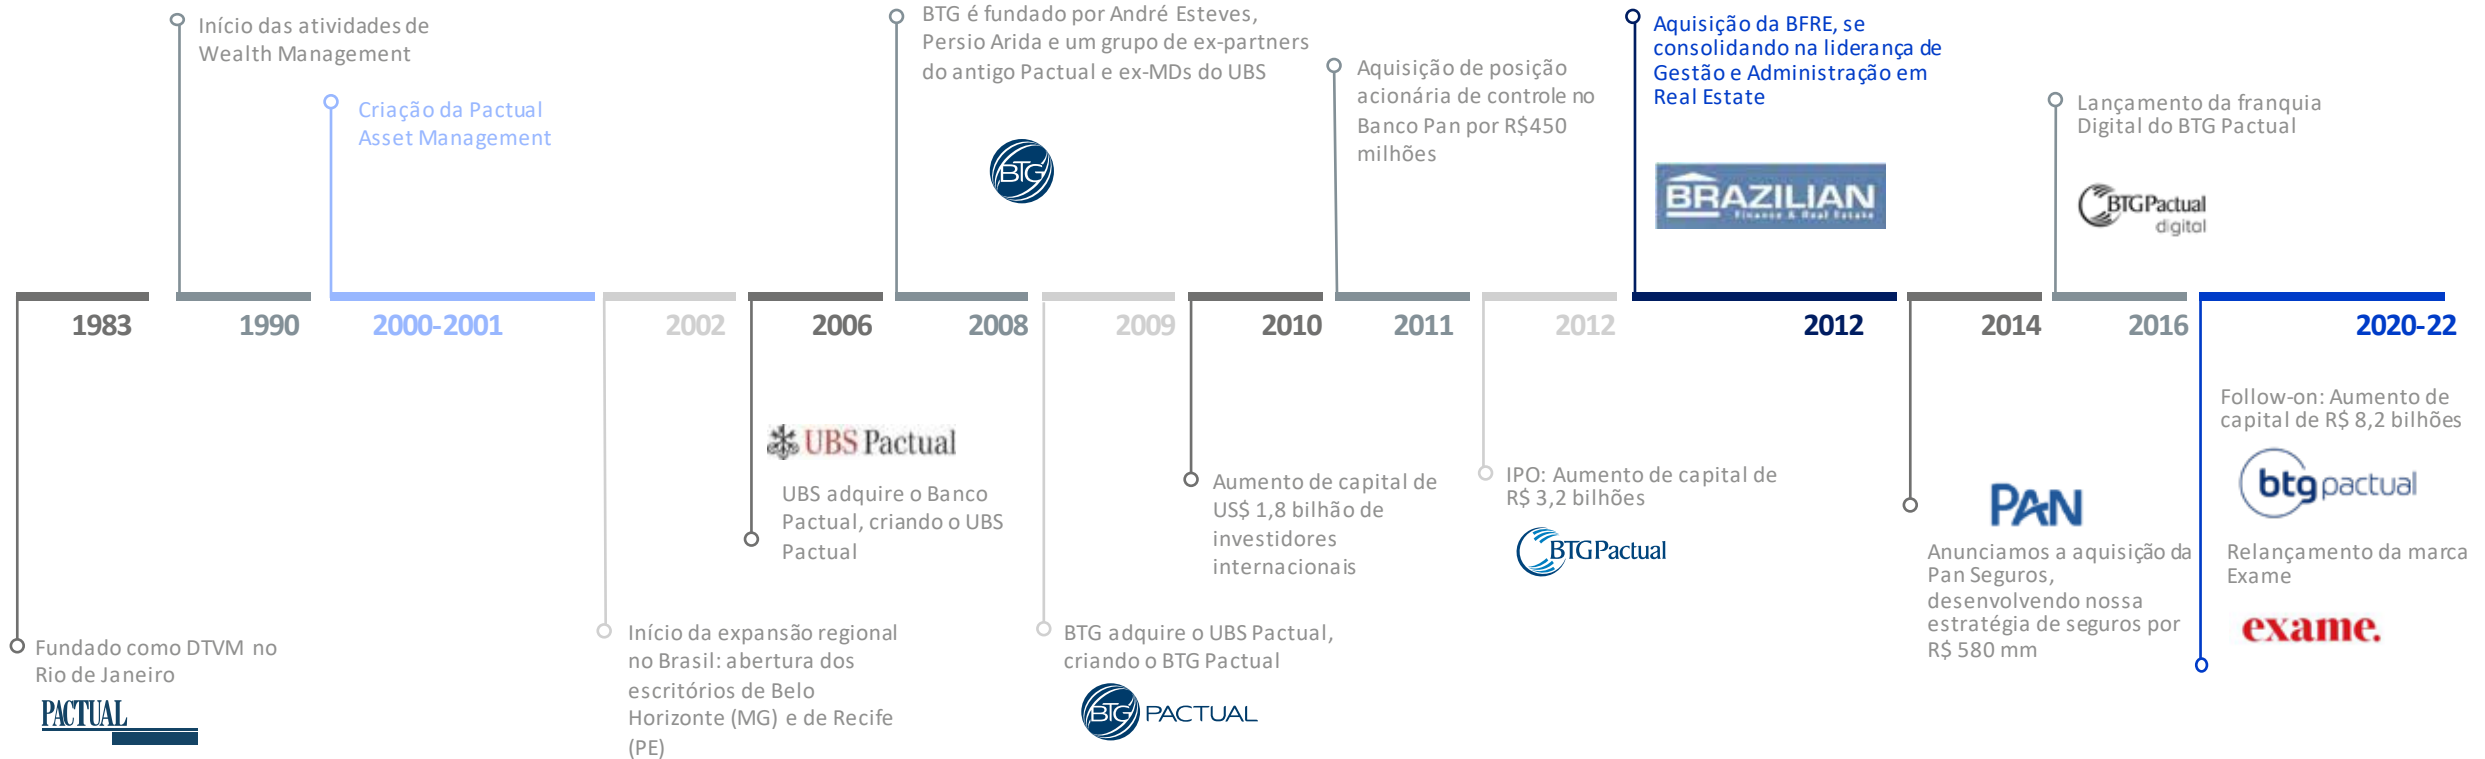 Início das atividades de
Wealth Management
Criação da Pactual
Asset Management
BTG é fundado por André Esteves,
Persio Arida e um grupo de ex-partners
do antigo Pactual e ex-MDs do UBS
BTG
Aquisição de posição
acionária de controle no
Banco Pan por R$450
milhões
Aquisição da BFRE, se
consolidando na liderança de
Gestão e Administração em
Real Estate
BRAZILIAN
Finance & Real Estate
Lançamento da franquia
Digital do BTG Pactual
BTGPactual
digital
1983
1990
2000-2001
2002
2006
2008
2009
2010
2011
2012
2012
2014
2016
2020-22
Fundado como DTVM no
Rio de Janeiro
PACTUAL
Início da expansão regional
no Brasil: abertura dos
escritórios de Belo
Horizonte (MG) e de Recife
(PE)
UBS Pactual
UBS adquire o Banco
Pactual, criando o UBS
Pactual
BTG adquire o UBS Pactual,
criando o BTG Pactual
BTG PACTUAL
Aumento de capital de
US$ 1,8 bilhão de
investidores
internacionais
IPO: Aumento de capital de
R$ 3,2 bilhões
BTGPactual
PAN
Anunciamos a aquisição da
Pan Seguros,
desenvolvendo nossa
estratégia de seguros por
R$ 580 mm
Follow-on: Aumento de
capital de R$ 8,2 bilhões
btgpactual
Relançamento da marca
Exame
exame.